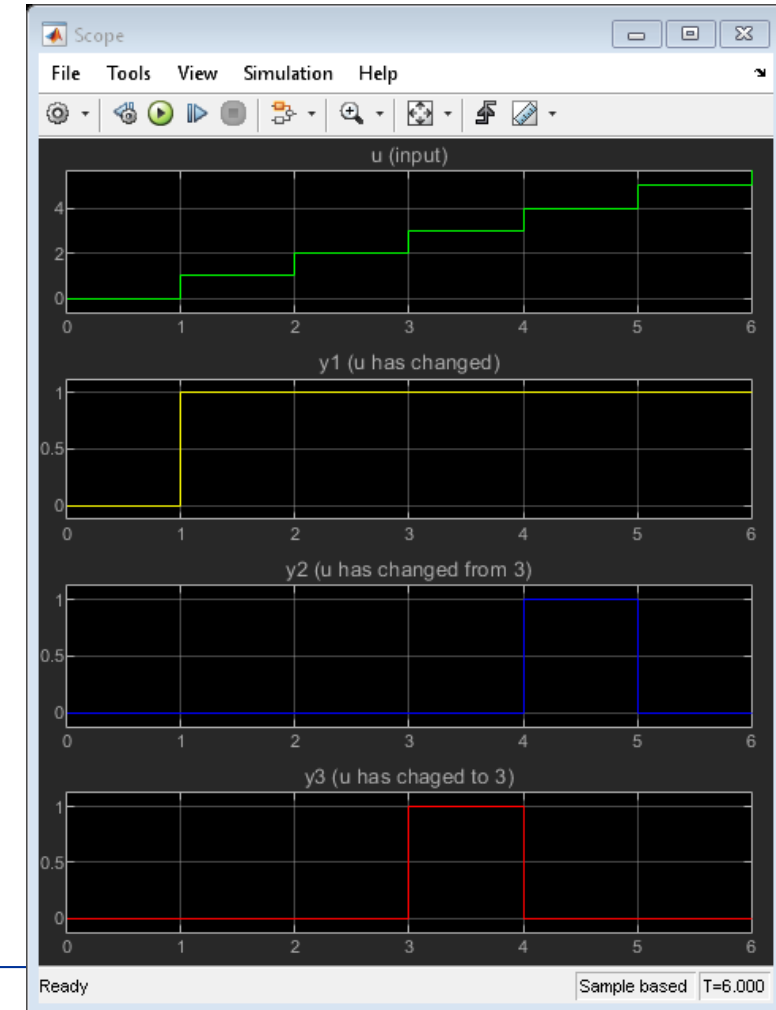 Scope
File Tools View Simulation Help
u (input)
4
2
0
0 1 2 3 4 5 6
y1 (u has changed)
1
0.5
0
0 1 2 3 4 5 6
y2 (u has changed from 3)
1
0.5
0
0 1 2 3 4 5 6
y3 (u has chaged to 3)
1
0.5
0
0 1 2 3 4 5 6
Ready Sample based T=6.000